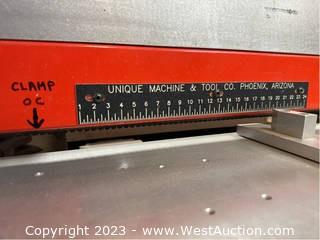 CLAMP
OC
UNIQUE MACHINE & TOOL CO. PHOENIX, ARIZONA
1 2 3 4 5 6 7 8 9 10 11 12 13 14 15 16 17 18 19 20 21 22 23 24
Copyright - 2023 - WestAuction.com